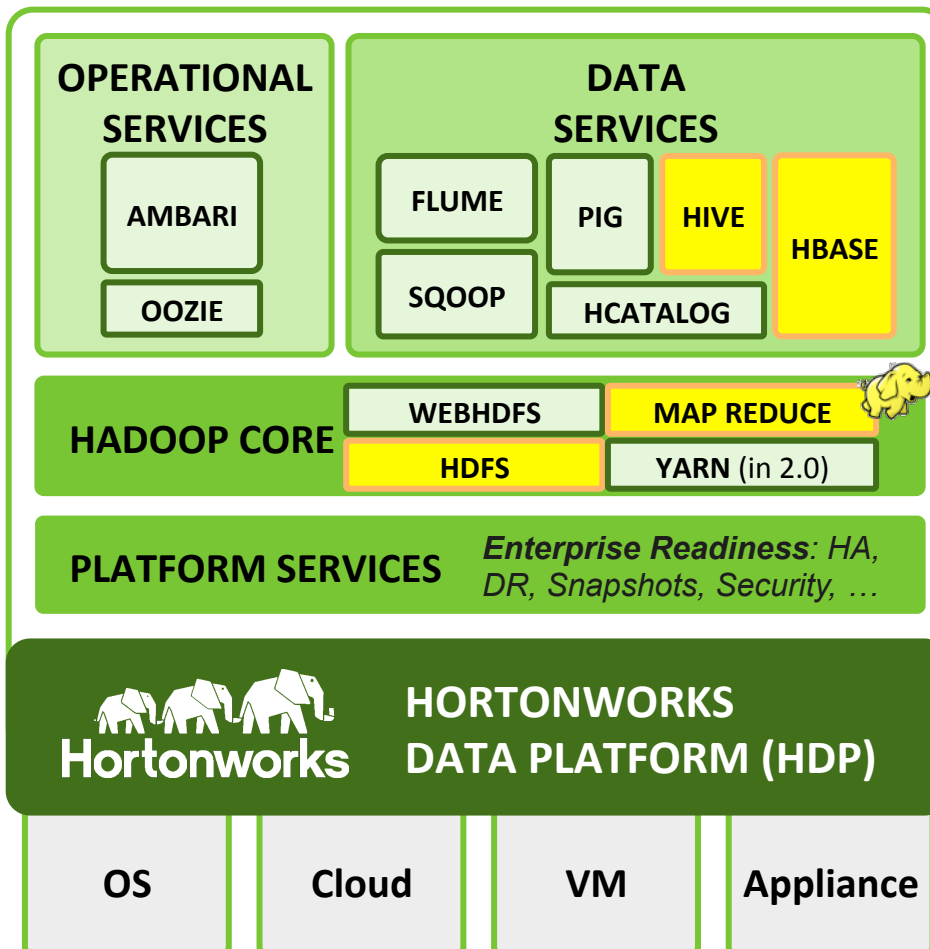 OPERATIONAL
SERVICES
AMBARI
OOZIE
DATA
SERVICES
FLUME
SQOOP
PIG
HIVE
HCATALOG
HBASE
HADOOP CORE
WEBHDFS
MAP REDUCE
HDFS
YARN (in 2.0)
PLATFORM SERVICES
Enterprise Readiness: HA,
DR, Snapshots, Security, …
Hortonworks
HORTONWORKS
DATA PLATFORM (HDP)
OS
Cloud
VM
Appliance